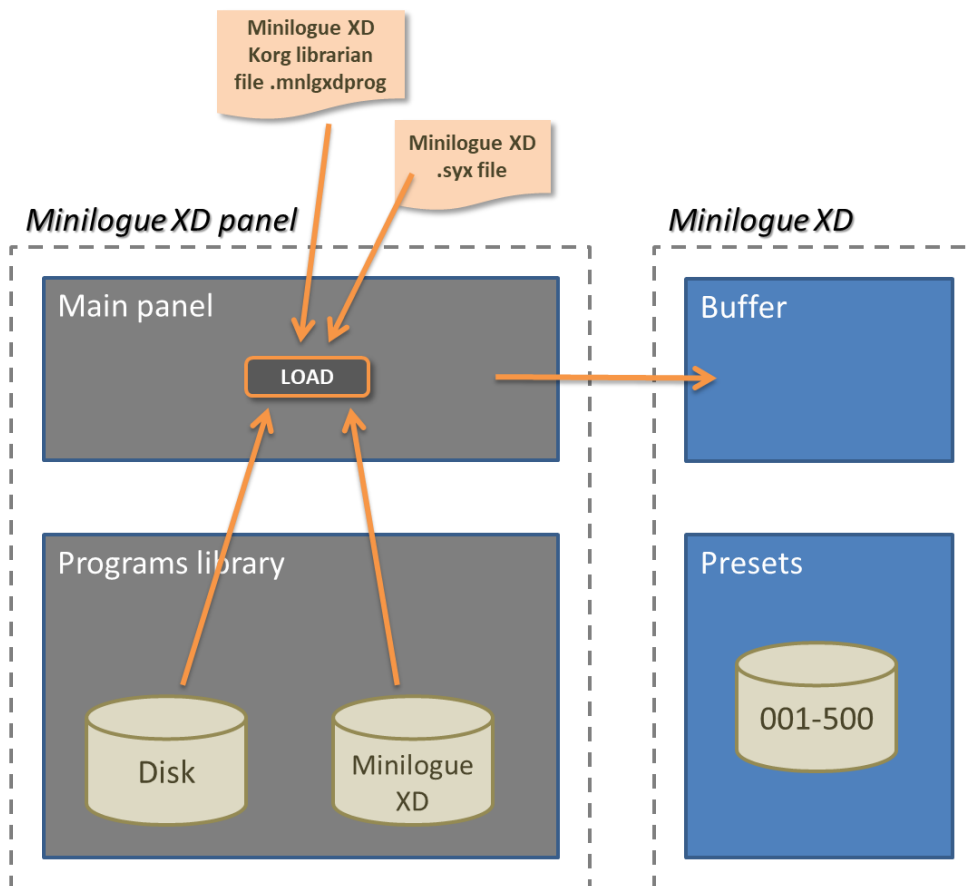 Minilogue XD
Korg librarian
file .mnlgxdprog
Minilogue XD
.syx file
Minilogue XD panel
Minilogue XD
Main panel
LOAD
Buffer
Programs library
Presets
Disk
Minilogue
XD
001-500